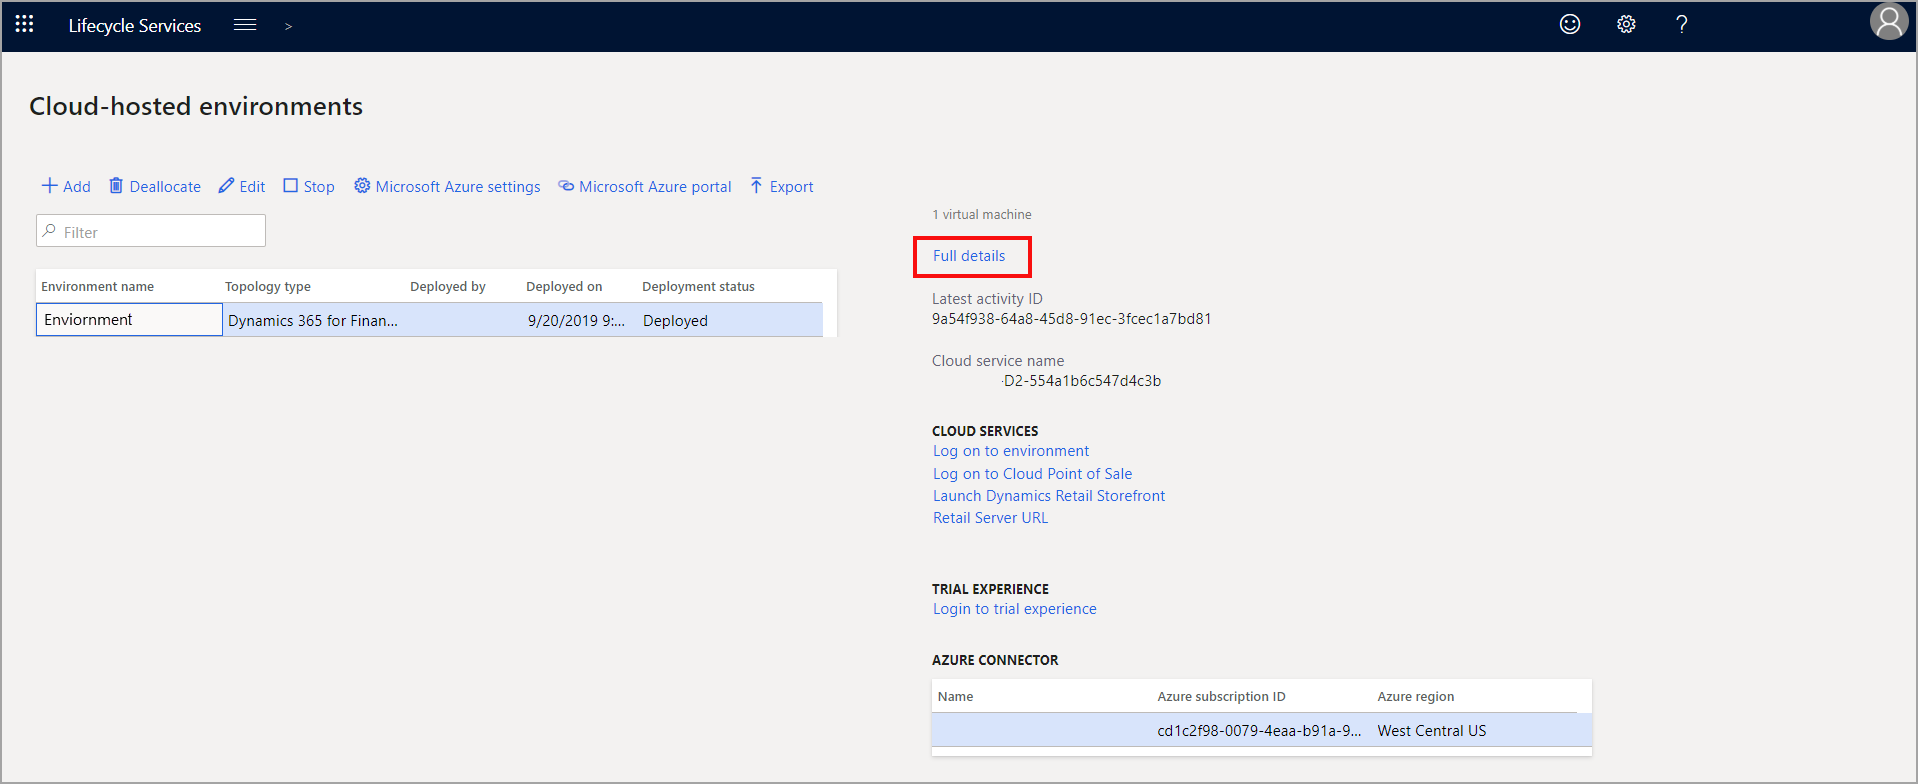 Lifecycle Services >
?
Cloud-hosted environments
Add Deallocate Edit Stop Microsoft Azure settings Microsoft Azure portal Export
Filter
Environment name Topology type Deployed by Deployed on Deployment status
Enviornment Dynamics 365 for Finan... 9/20/2019 9:... Deployed
1 virtual machine
Full details
Latest activity ID
9a54f938-64a8-45d8-91ec-3fcec1a7bd81
Cloud service name
-D2-554a1b6c547d4c3b
CLOUD SERVICES
Log on to environment
Log on to Cloud Point of Sale
Launch Dynamics Retail Storefront
Retail Server URL
TRIAL EXPERIENCE
Login to trial experience
AZURE CONNECTOR
Name Azure subscription ID Azure region
cd1c2f98-0079-4eaa-b91a-9... West Central US